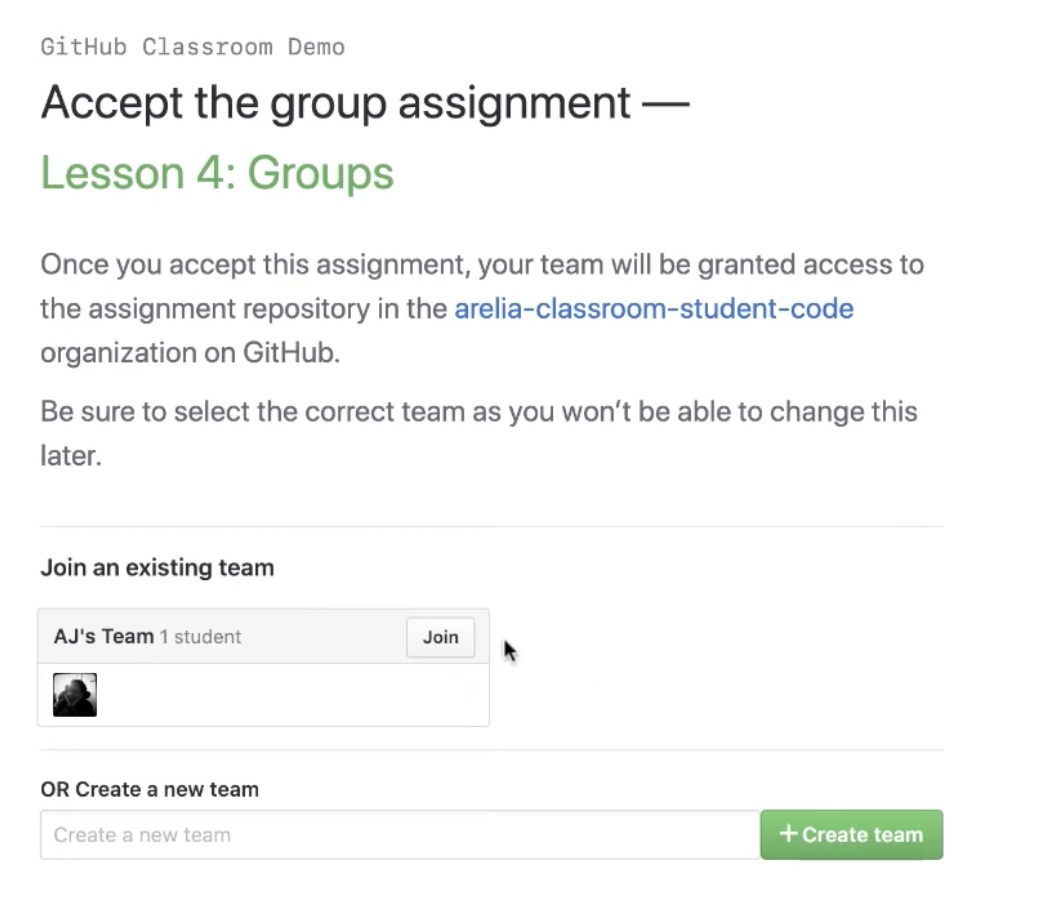 GitHub Classroom Demo
Accept the group assignment —
Lesson 4: Groups
Once you accept this assignment, your team will be granted access to
the assignment repository in the arelia-classroom-student-code
organization on GitHub.
Be sure to select the correct team as you won’t be able to change this
later.
Join an existing team
AJ's Team 1 student Join
OR Create a new team
Create a new team +Create team